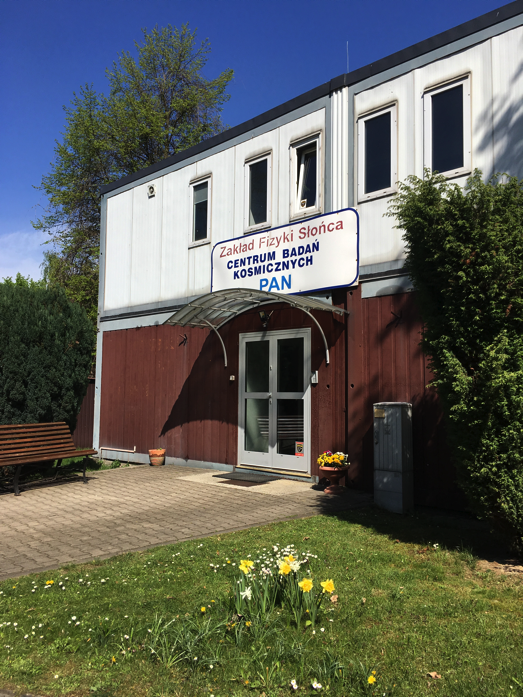 Zakład Fizyki Słońca
CENTRUM BADAŃ
KOSMICZNYCH
PAN